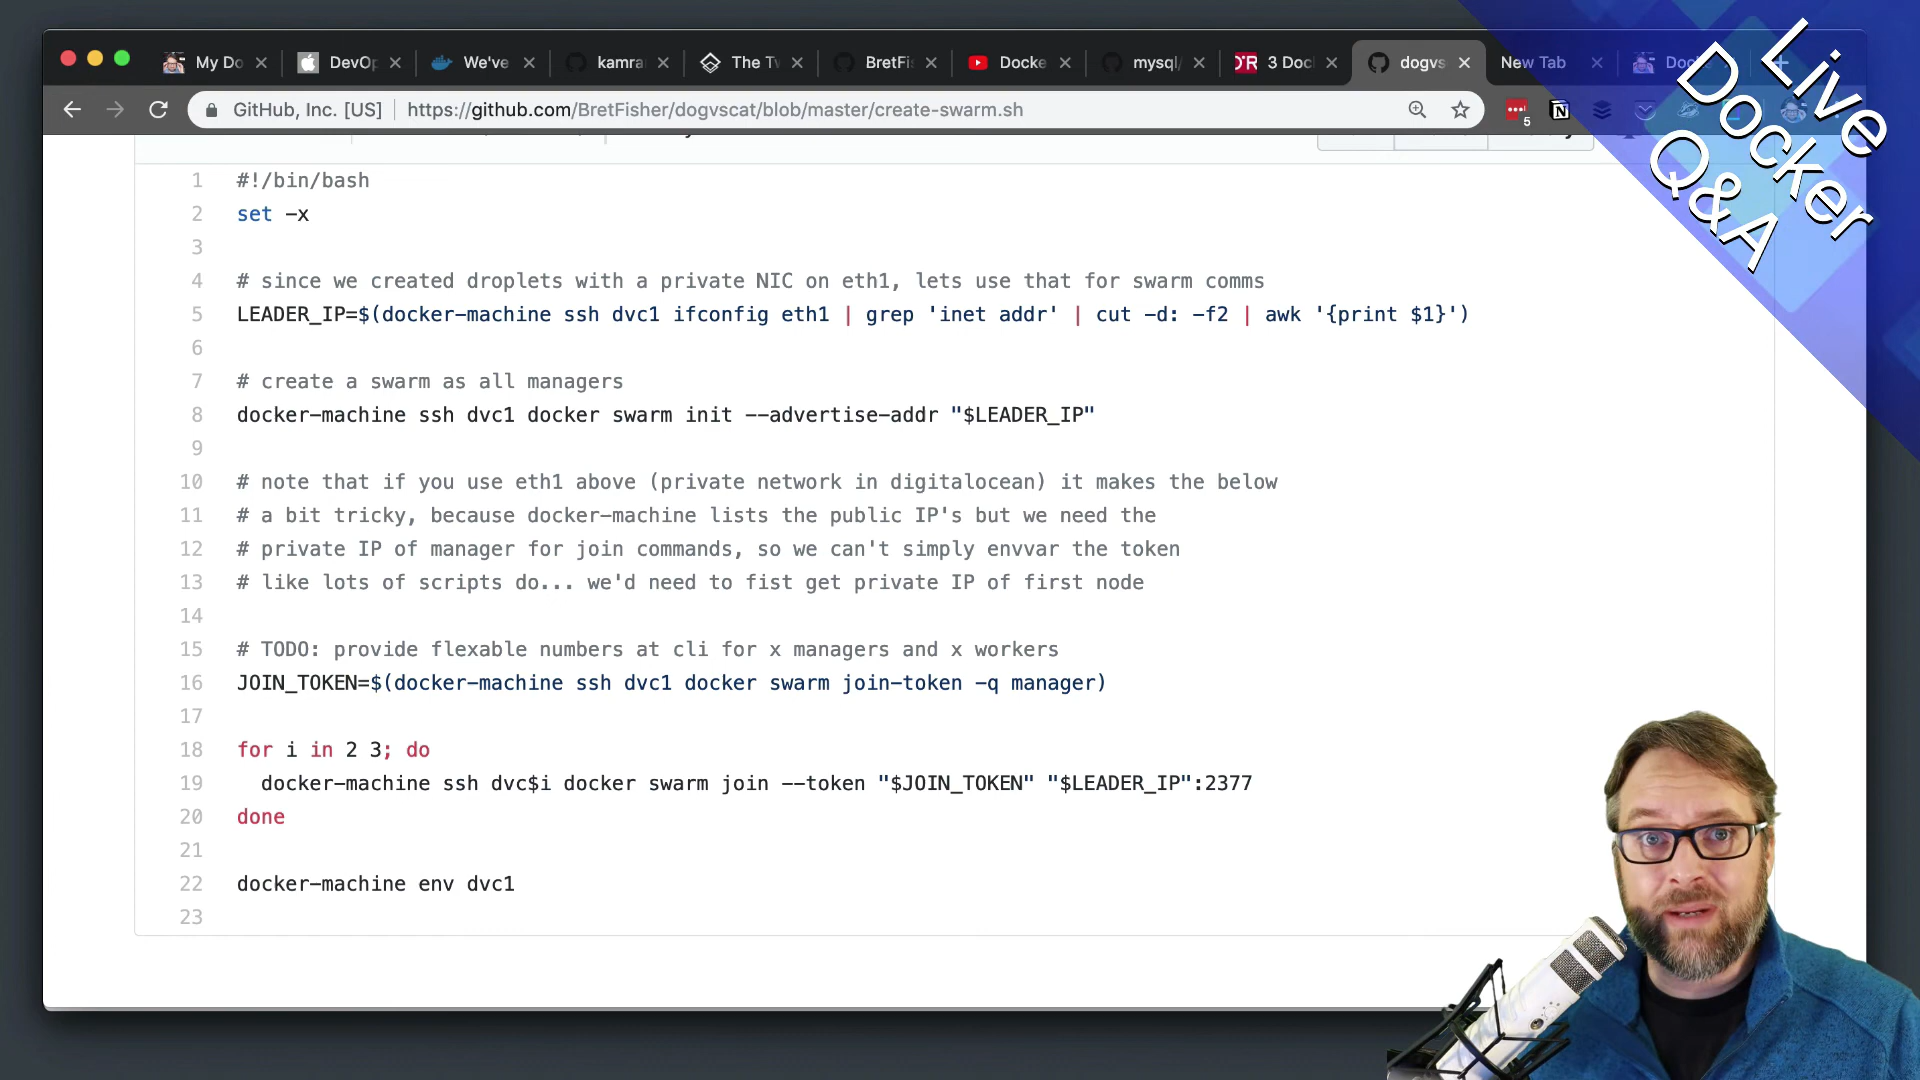 My Do
DevOp
We've
kamra
The Tw
BretFis
Docke
mysql/
3 Doc
dogvs
New Tab
GitHub, Inc. [US]
https://github.com/BretFisher/dogvscat/blob/master/create-swarm.sh
5
Live
Docker
Q&A
1 #!/bin/bash
2 set -x
3
4 # since we created droplets with a private NIC on eth1, lets use that for swarm comms
5 LEADER_IP=$(docker-machine ssh dvc1 ifconfig eth1 | grep 'inet addr' | cut -d: -f2 | awk '{print $1}')
6
7 # create a swarm as all managers
8 docker-machine ssh dvc1 docker swarm init --advertise-addr "$LEADER_IP"
9
10 # note that if you use eth1 above (private network in digitalocean) it makes the below
11 # a bit tricky, because docker-machine lists the public IP's but we need the
12 # private IP of manager for join commands, so we can't simply envvar the token
13 # like lots of scripts do... we'd need to fist get private IP of first node
14
15 # TODO: provide flexable numbers at cli for x managers and x workers
16 JOIN_TOKEN=$(docker-machine ssh dvc1 docker swarm join-token -q manager)
17
18 for i in 2 3; do
19 docker-machine ssh dvc$i docker swarm join --token "$JOIN_TOKEN" "$LEADER_IP":2377
20 done
21
22 docker-machine env dvc1
23